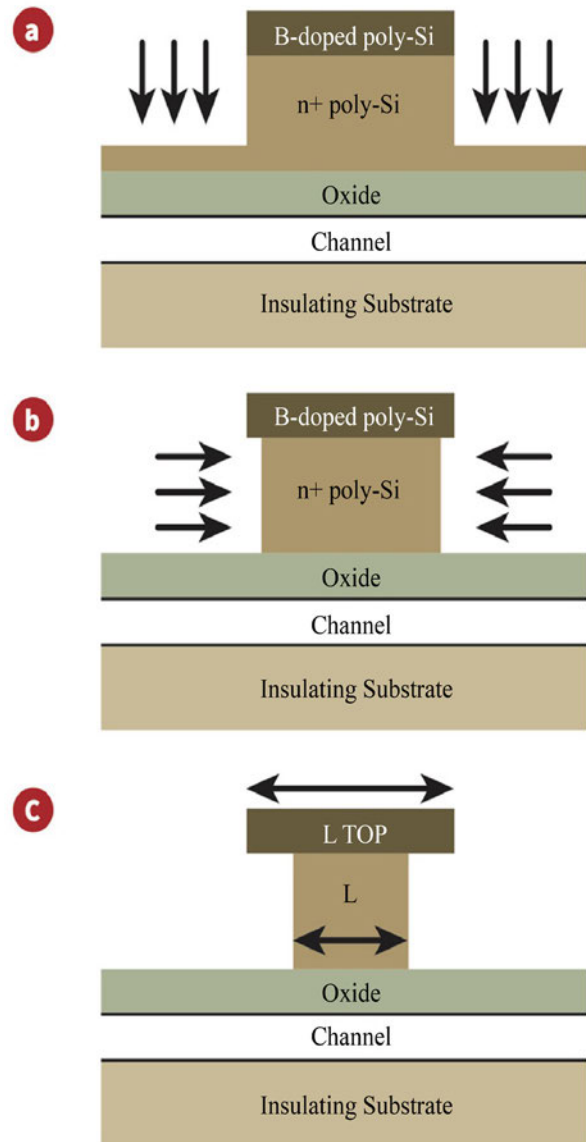 a
B-doped poly-Si
n+ poly-Si
Oxide
Channel
Insulating Substrate
b
B-doped poly-Si
n+ poly-Si
Oxide
Channel
Insulating Substrate
c
L TOP
L
Oxide
Channel
Insulating Substrate